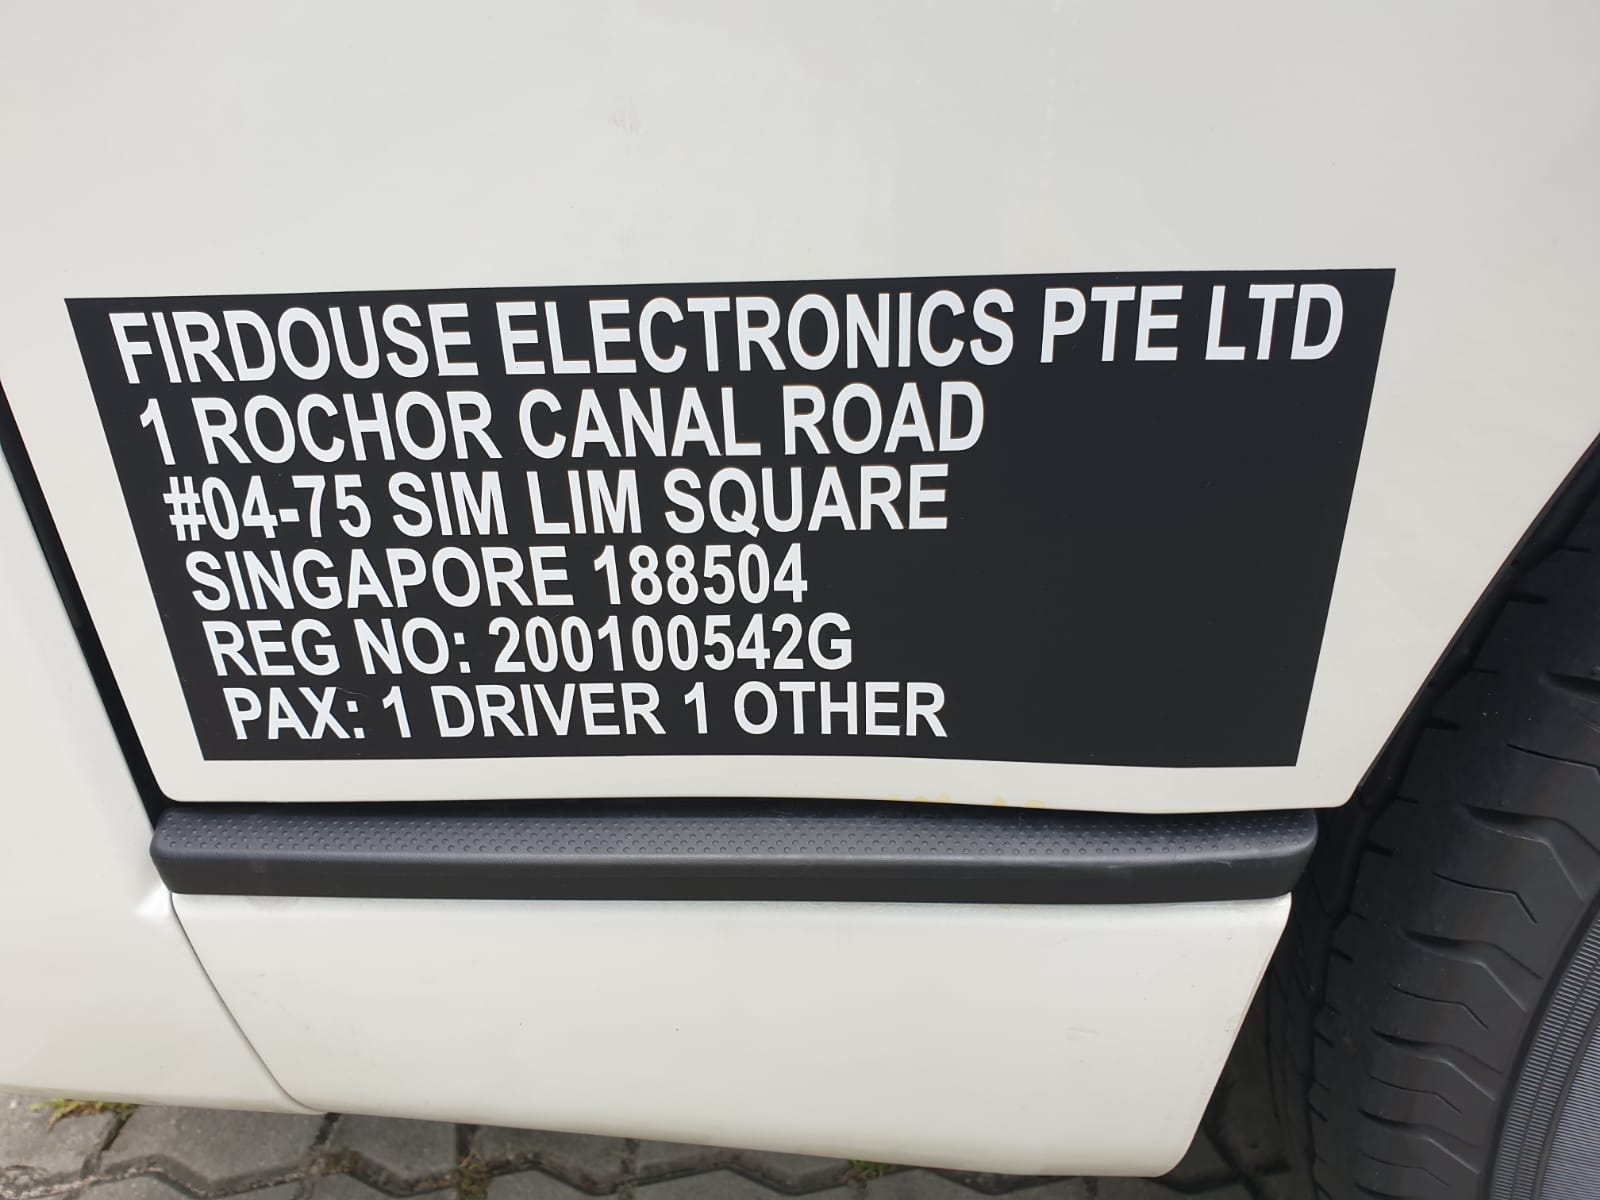 FIRDOUSE ELECTRONICS PTE LTD
1 ROCHOR CANAL ROAD
#04-75 SIM LIM SQUARE
SINGAPORE 188504
REG NO: 200100542G
PAX: 1 DRIVER 1 OTHER